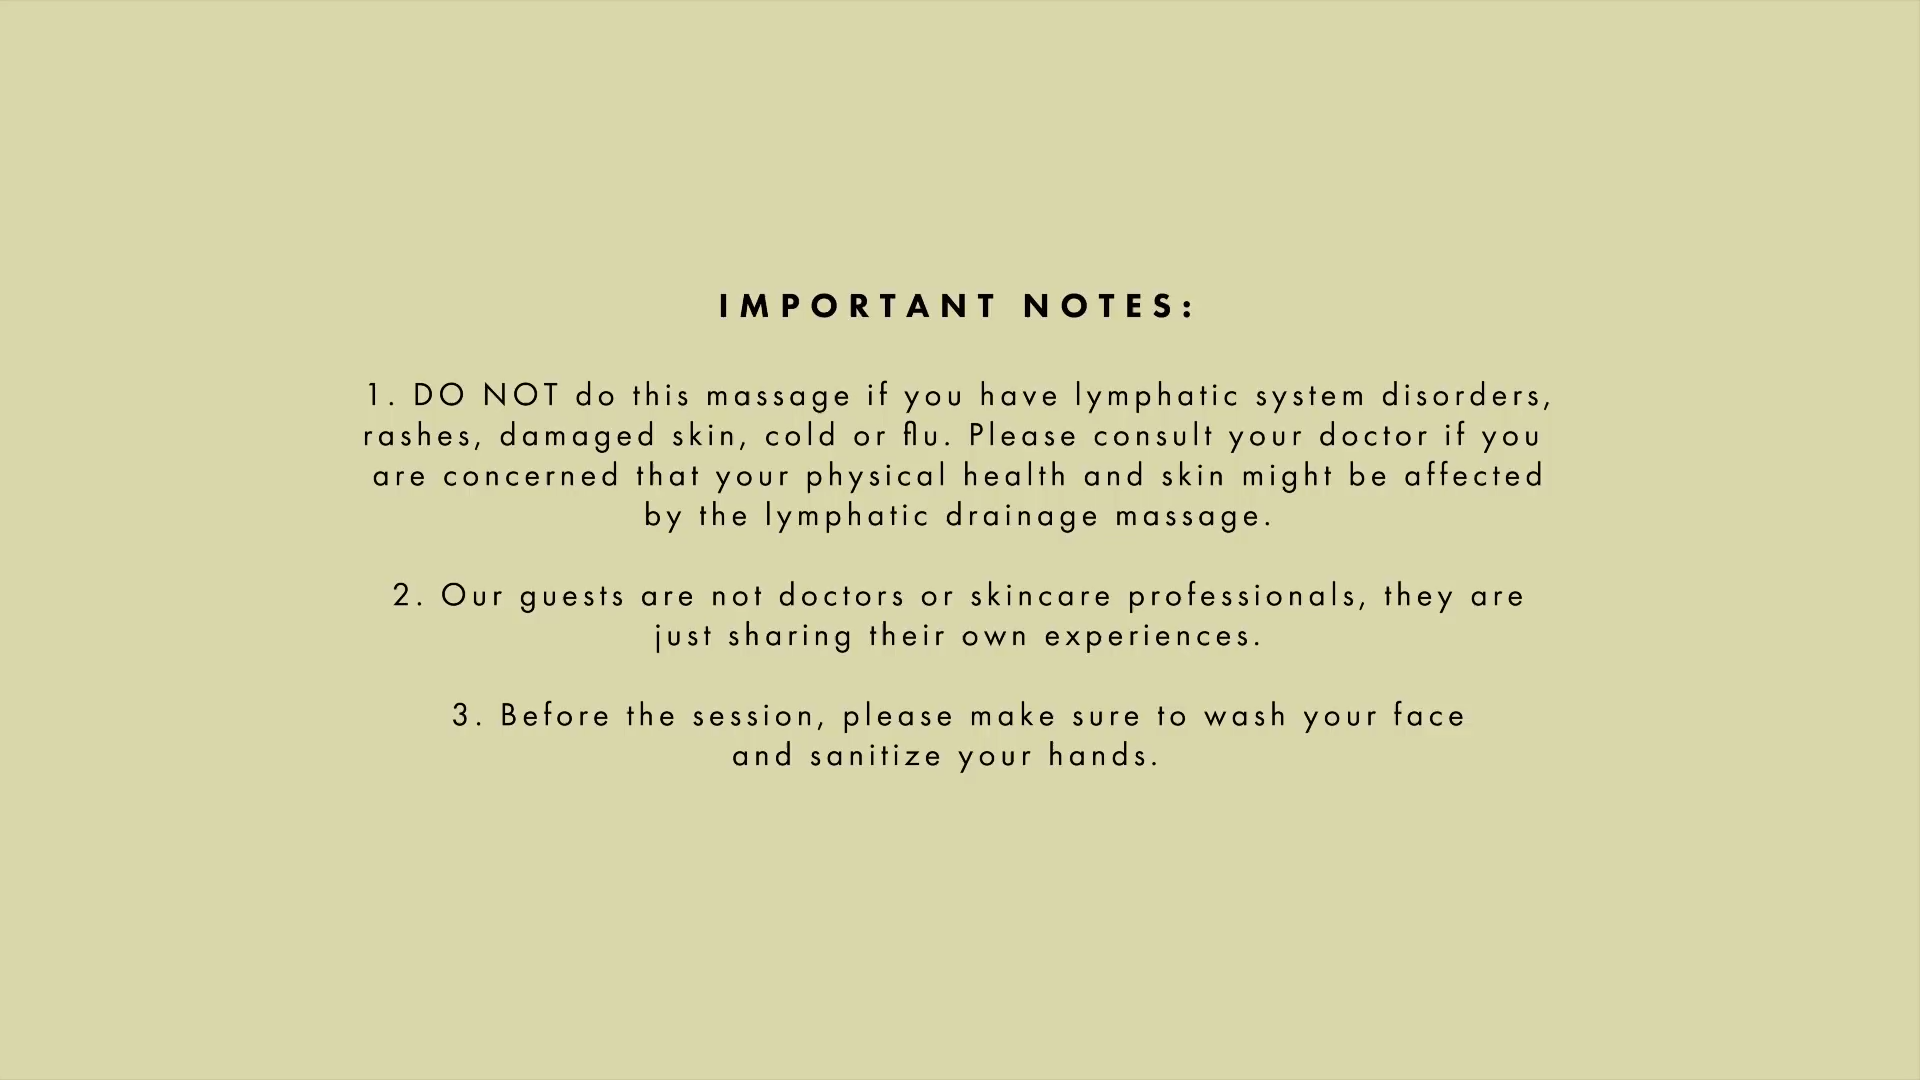 IMPORTANT NOTES:
1. DO NOT do this massage if you have lymphatic system disorders,
rashes, damaged skin, cold or flu. Please consult your doctor if you
are concerned that your physical health and skin might be affected
by the lymphatic drainage massage.
2. Our guests are not doctors or skincare professionals, they are
just sharing their own experiences.
3. Before the session, please make sure to wash your face
and sanitize your hands.